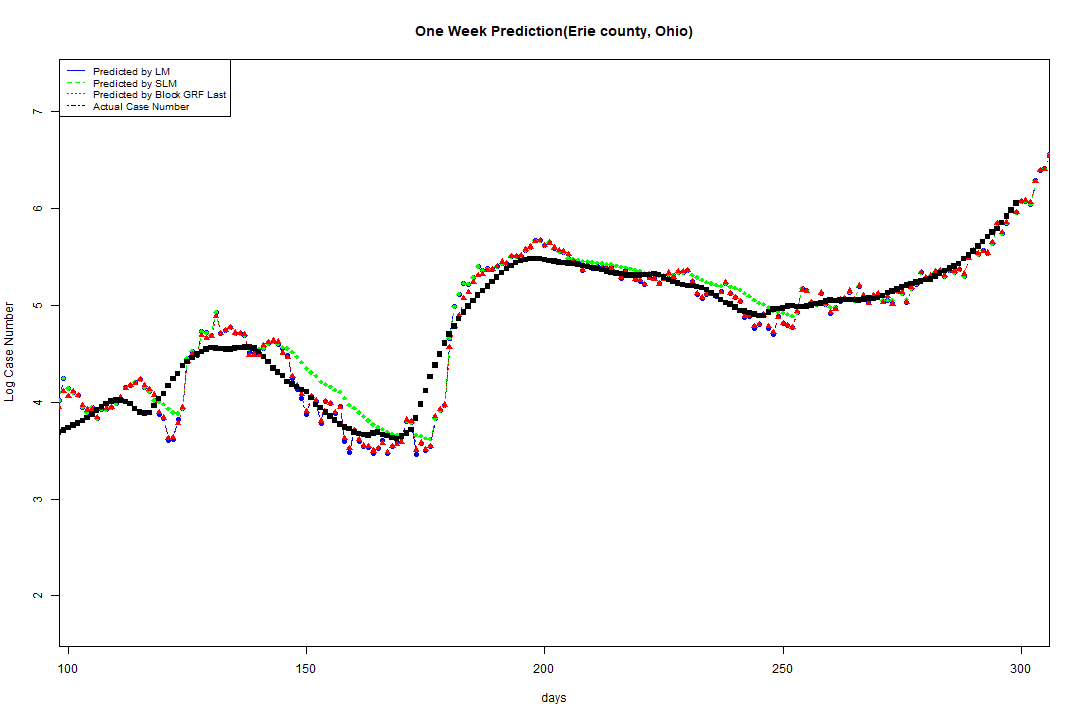 One Week Prediction(Erie county, Ohio)
Predicted by LM
Predicted by SLM
Predicted by Block GRF Last
Actual Case Number
7
6
5
4
3
2
Log Case Number
100 150 200 250 300
days